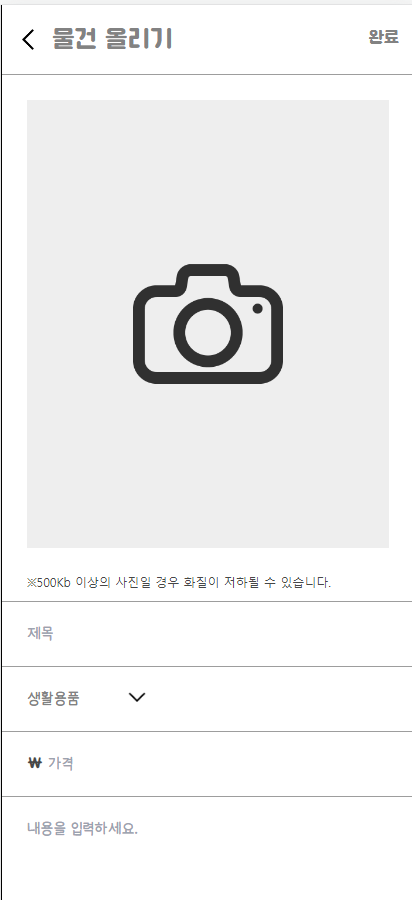 물건 올리기
완료
※500Kb 이상의 사진일 경우 화질이 저하될 수 있습니다.
제목
생활용품
₩ 가격
내용을 입력하세요.